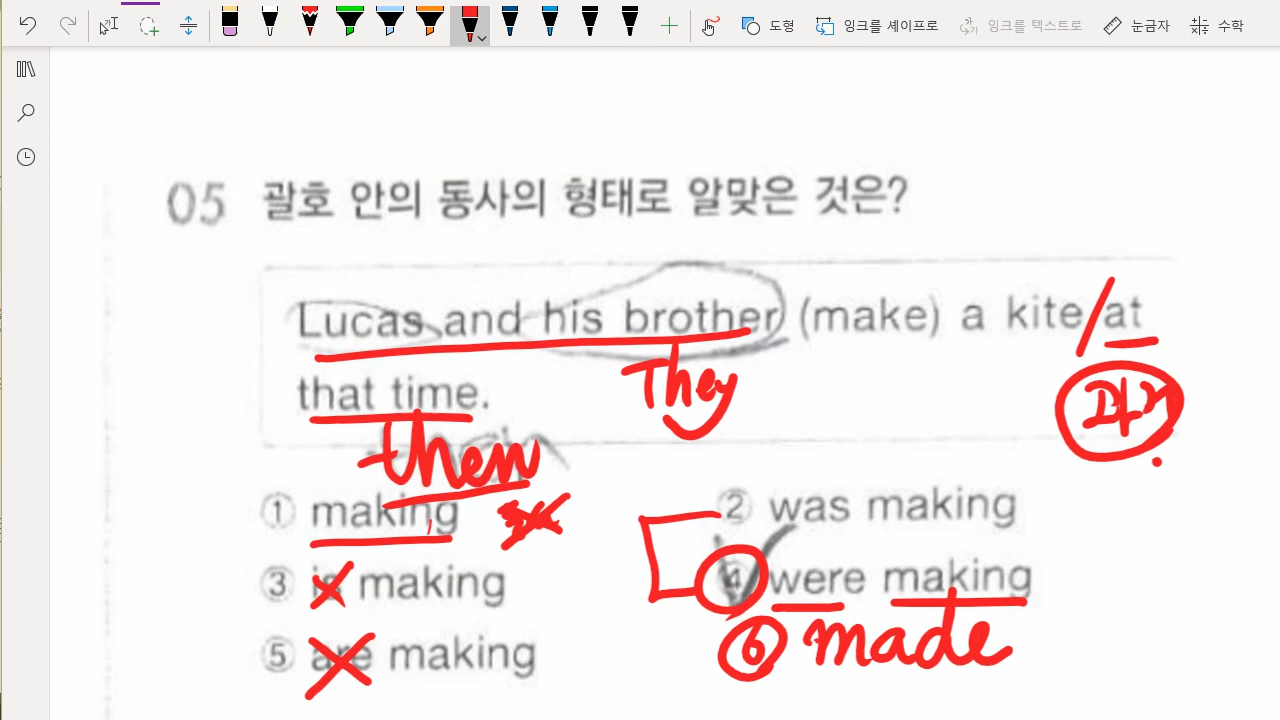 도형 잉크를 셰이프로 잉크를 텍스트로 눈금자 수학
05 괄호 안의 동사의 형태로 알맞은 것은?
Lucas and his brother (make) a kite at
that time.
They
과거
then
① making ② was making
③ is making ④ were making
⑤ are making ⑥ made